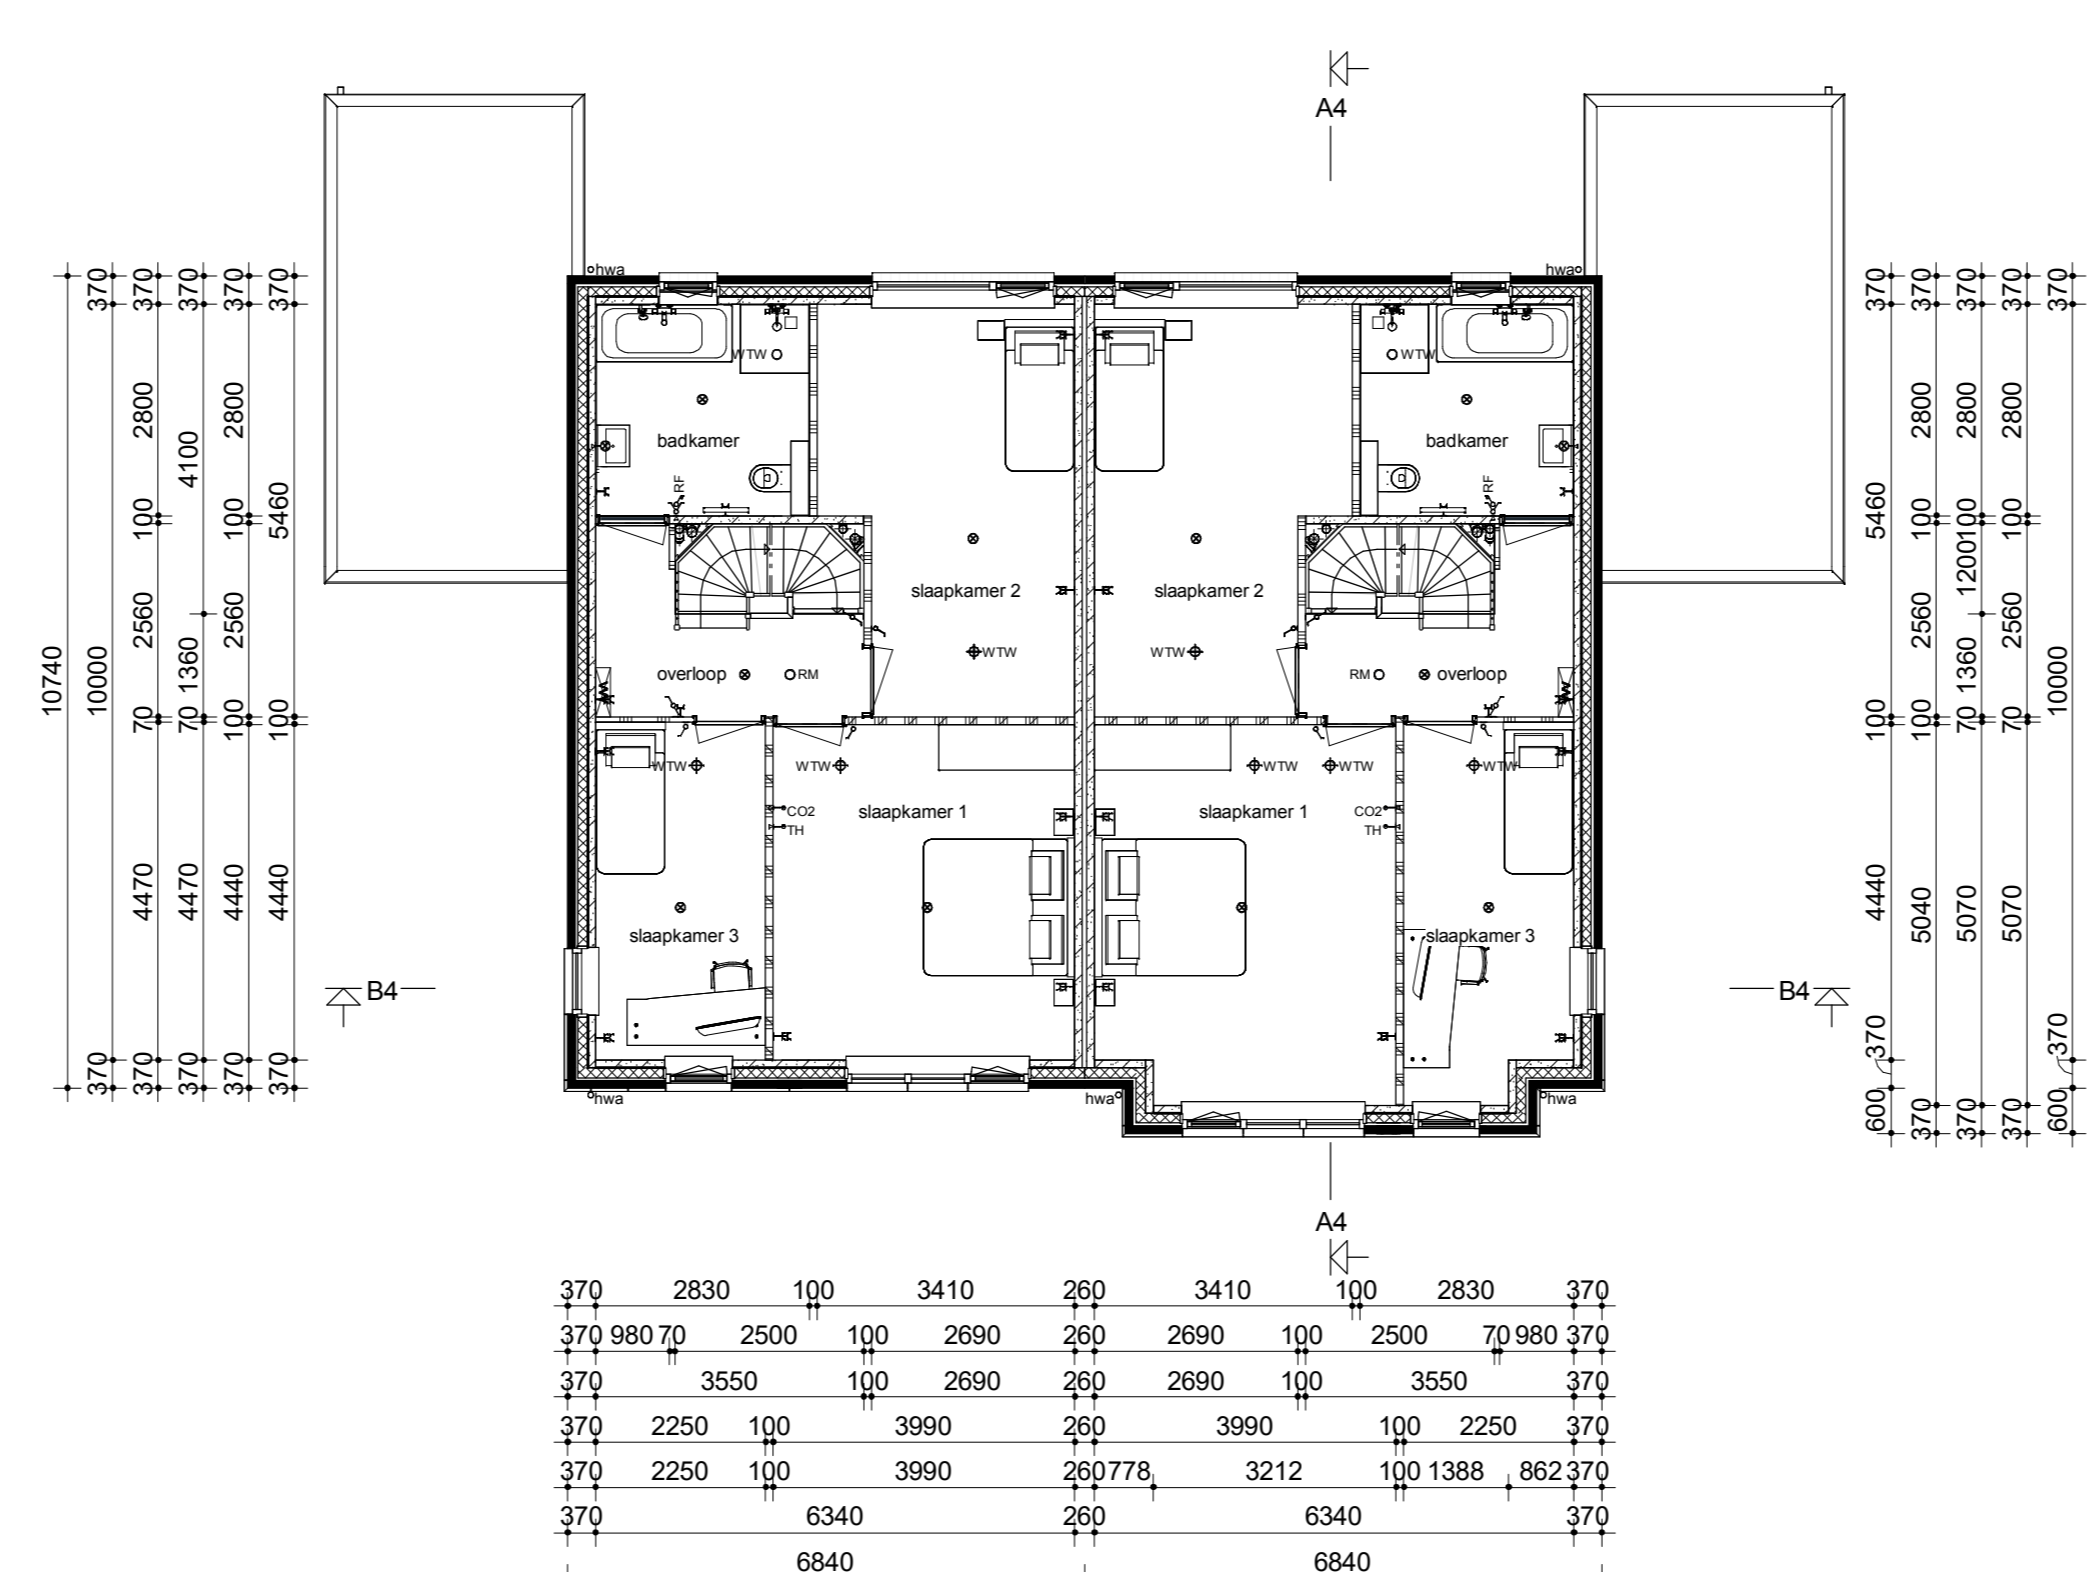 A4
hwa hwa
370 370 370 370 370 370 370 370 370 370
WTW WTW
2800 2800 2800 2800 2800
4100
badkamer badkamer
RF RF
100 100 5460 5460 100 100 100
1200
slaapkamer 2 slaapkamer 2
2560 2560 2560 2560
WTW WTW
10740 10000 1360 1360 10000
overloop RM RM overloop
70 70 100 100 100 100 70 70
WTW WTW WTW WTW WTW
CO2 slaapkamer 1 slaapkamer 1 CO2
TH TH
4470 4470 4440 4440 4440 5040 5070 5070
slaapkamer 3 slaapkamer 3
B4 B4
370 370
370 370 370 370 370
hwa hwa hwa
600 370 370 370 600
A4
370 2830 100 3410 260 3410 100 2830 370
370 980 70 2500 100 2690 260 2690 100 2500 70 980 370
370 3550 100 2690 260 2690 100 3550 370
370 2250 100 3990 260 3990 100 2250 370
370 2250 100 3990 260 778 3212 100 1388 862 370
370 6340 260 6340 370
6840 6840